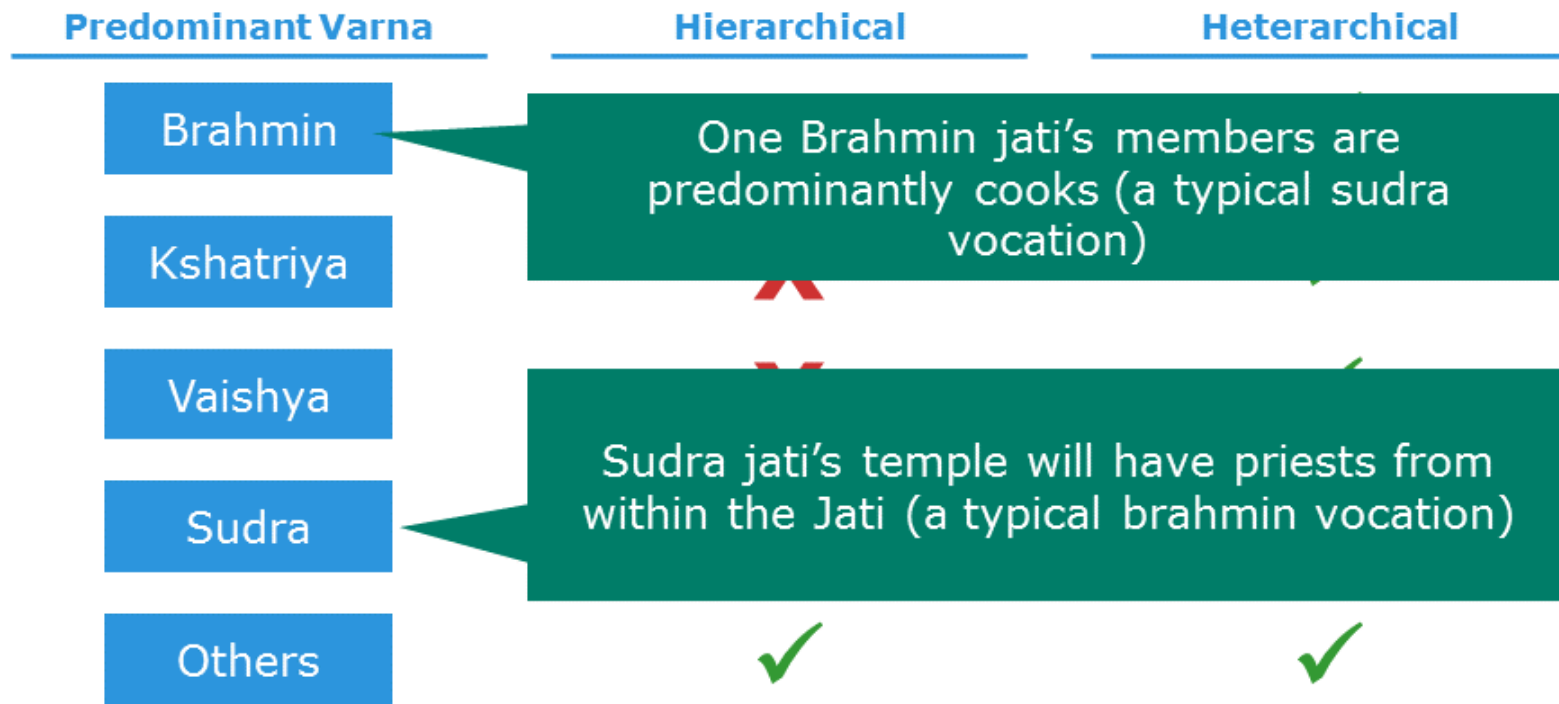 Predominant Varna
Hierarchical
Heterarchical
Brahmin
One Brahmin jati’s members are
predominantly cooks (a typical sudra
vocation)
Kshatriya
Vaishya
Sudra jati’s temple will have priests from
within the Jati (a typical brahmin vocation)
Sudra
Others